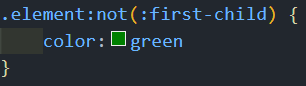 .element:not(:first-child) {
    color: green
}